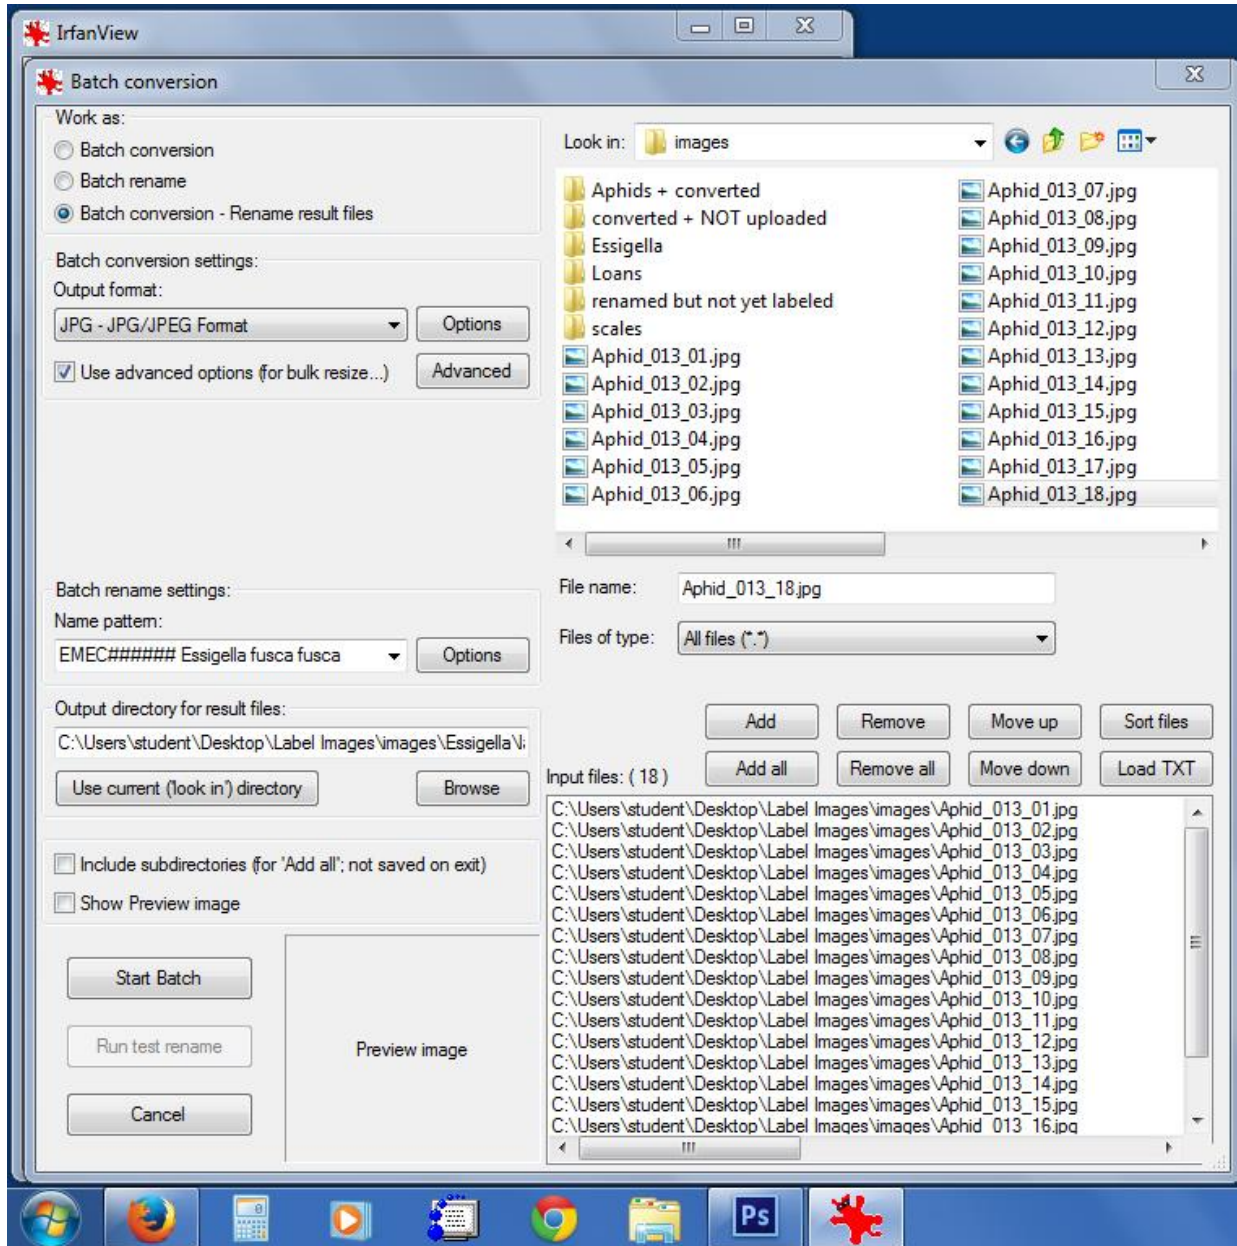 IrfanView
Batch conversion
Work as:
Batch conversion
Batch rename
Batch conversion - Rename result files
Batch conversion settings:
Output format:
JPG - JPG/JPEG Format
Options
Use advanced options (for bulk resize...)
Advanced
Batch rename settings:
Name pattern:
EMEC###### Essigella fusca fusca
Options
Output directory for result files:
C:\Users\student\Desktop\Label Images\images\Essigella\
Use current ('look in') directory
Browse
Include subdirectories (for 'Add all'; not saved on exit)
Show Preview image
Start Batch
Run test rename
Cancel
Preview image
Look in:
images
Aphids + converted
converted + NOT uploaded
Essigella
Loans
renamed but not yet labeled
scales
Aphid_013_01.jpg
Aphid_013_02.jpg
Aphid_013_03.jpg
Aphid_013_04.jpg
Aphid_013_05.jpg
Aphid_013_06.jpg
Aphid_013_07.jpg
Aphid_013_08.jpg
Aphid_013_09.jpg
Aphid_013_10.jpg
Aphid_013_11.jpg
Aphid_013_12.jpg
Aphid_013_13.jpg
Aphid_013_14.jpg
Aphid_013_15.jpg
Aphid_013_16.jpg
Aphid_013_17.jpg
Aphid_013_18.jpg
File name:
Aphid_013_18.jpg
Files of type:
All files (*.*)
Add
Remove
Move up
Sort files
Input files: ( 18 )
Add all
Remove all
Move down
Load TXT
C:\Users\student\Desktop\Label Images\images\Aphid_013_01.jpg
C:\Users\student\Desktop\Label Images\images\Aphid_013_02.jpg
C:\Users\student\Desktop\Label Images\images\Aphid_013_03.jpg
C:\Users\student\Desktop\Label Images\images\Aphid_013_04.jpg
C:\Users\student\Desktop\Label Images\images\Aphid_013_05.jpg
C:\Users\student\Desktop\Label Images\images\Aphid_013_06.jpg
C:\Users\student\Desktop\Label Images\images\Aphid_013_07.jpg
C:\Users\student\Desktop\Label Images\images\Aphid_013_08.jpg
C:\Users\student\Desktop\Label Images\images\Aphid_013_09.jpg
C:\Users\student\Desktop\Label Images\images\Aphid_013_10.jpg
C:\Users\student\Desktop\Label Images\images\Aphid_013_11.jpg
C:\Users\student\Desktop\Label Images\images\Aphid_013_12.jpg
C:\Users\student\Desktop\Label Images\images\Aphid_013_13.jpg
C:\Users\student\Desktop\Label Images\images\Aphid_013_14.jpg
C:\Users\student\Desktop\Label Images\images\Aphid_013_15.jpg
C:\Users\student\Desktop\Label Images\images\Aphid_013_16.jpg
Ps